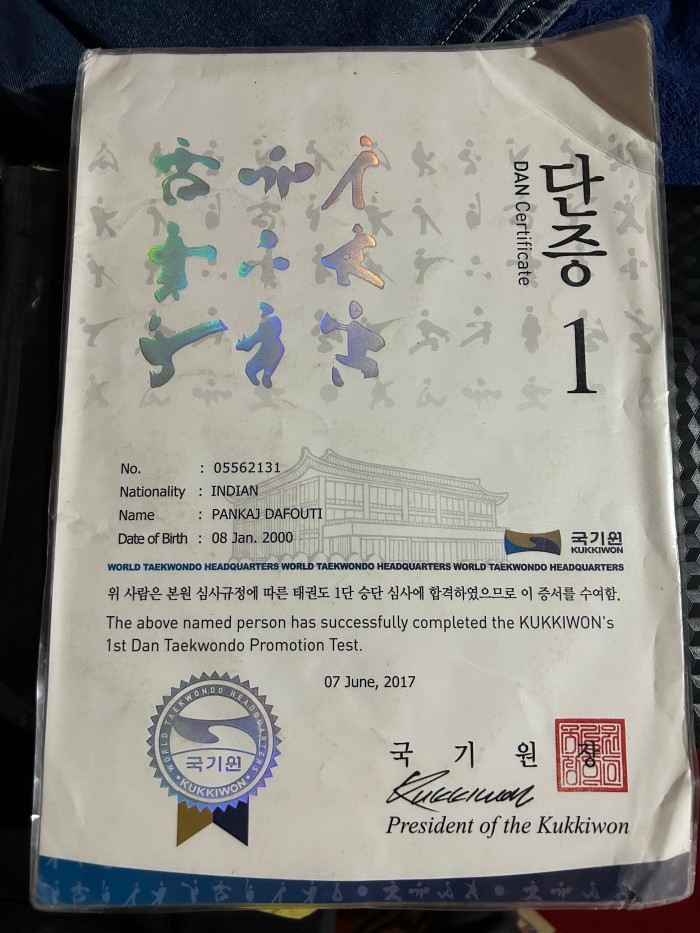 단증
DAN Certificate
1
No. : 05562131
Nationality : INDIAN
Name : PANKAJ DAFOUTI
Date of Birth : 08 Jan. 2000
국기원
KUKKIWON
WORLD TAEKWONDO HEADQUARTERS WORLD TAEKWONDO HEADQUARTERS WORLD TAEKWONDO HEADQUARTERS
위 사람은 본원 심사규정에 따른 태권도 1단 승단 심사에 합격하였으므로 이 증서를 수여함.
The above named person has successfully completed the KUKKIWON's
1st Dan Taekwondo Promotion Test.
07 June, 2017
WORLD TAEKWONDO HEADQUARTERS
국기원
KUKKIWON
국 기 원 장
Kukkiwon
President of the Kukkiwon